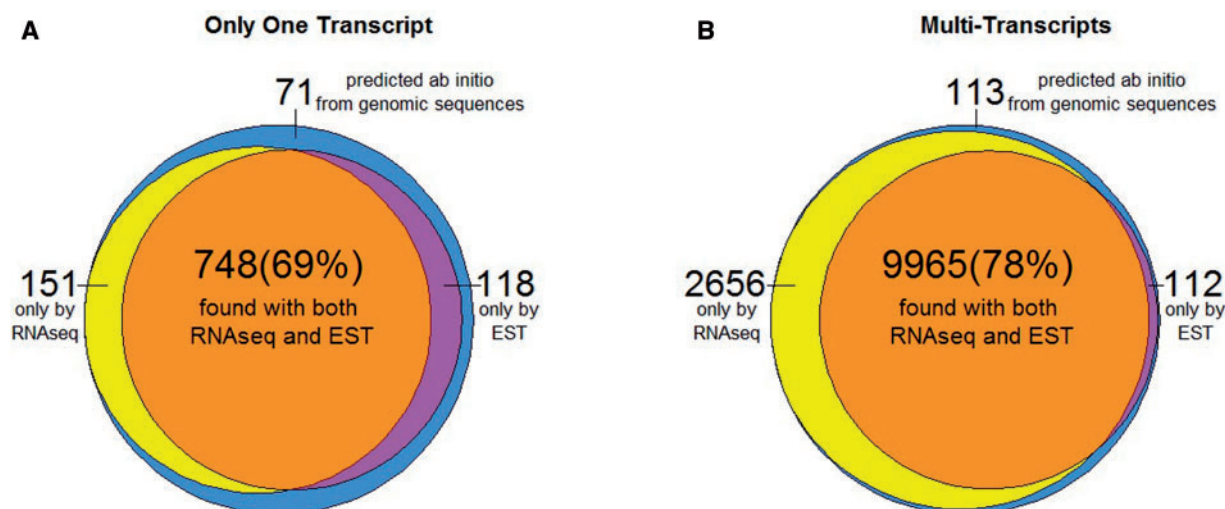 A
Only One Transcript
71
predicted ab initio
from genomic sequences
151
only by
RNAseq
748(69%)
found with both
RNAseq and EST
118
only by
EST
B
Multi-Transcripts
113
predicted ab initio
from genomic sequences
2656
only by
RNAseq
9965(78%)
found with both
RNAseq and EST
112
only by
EST